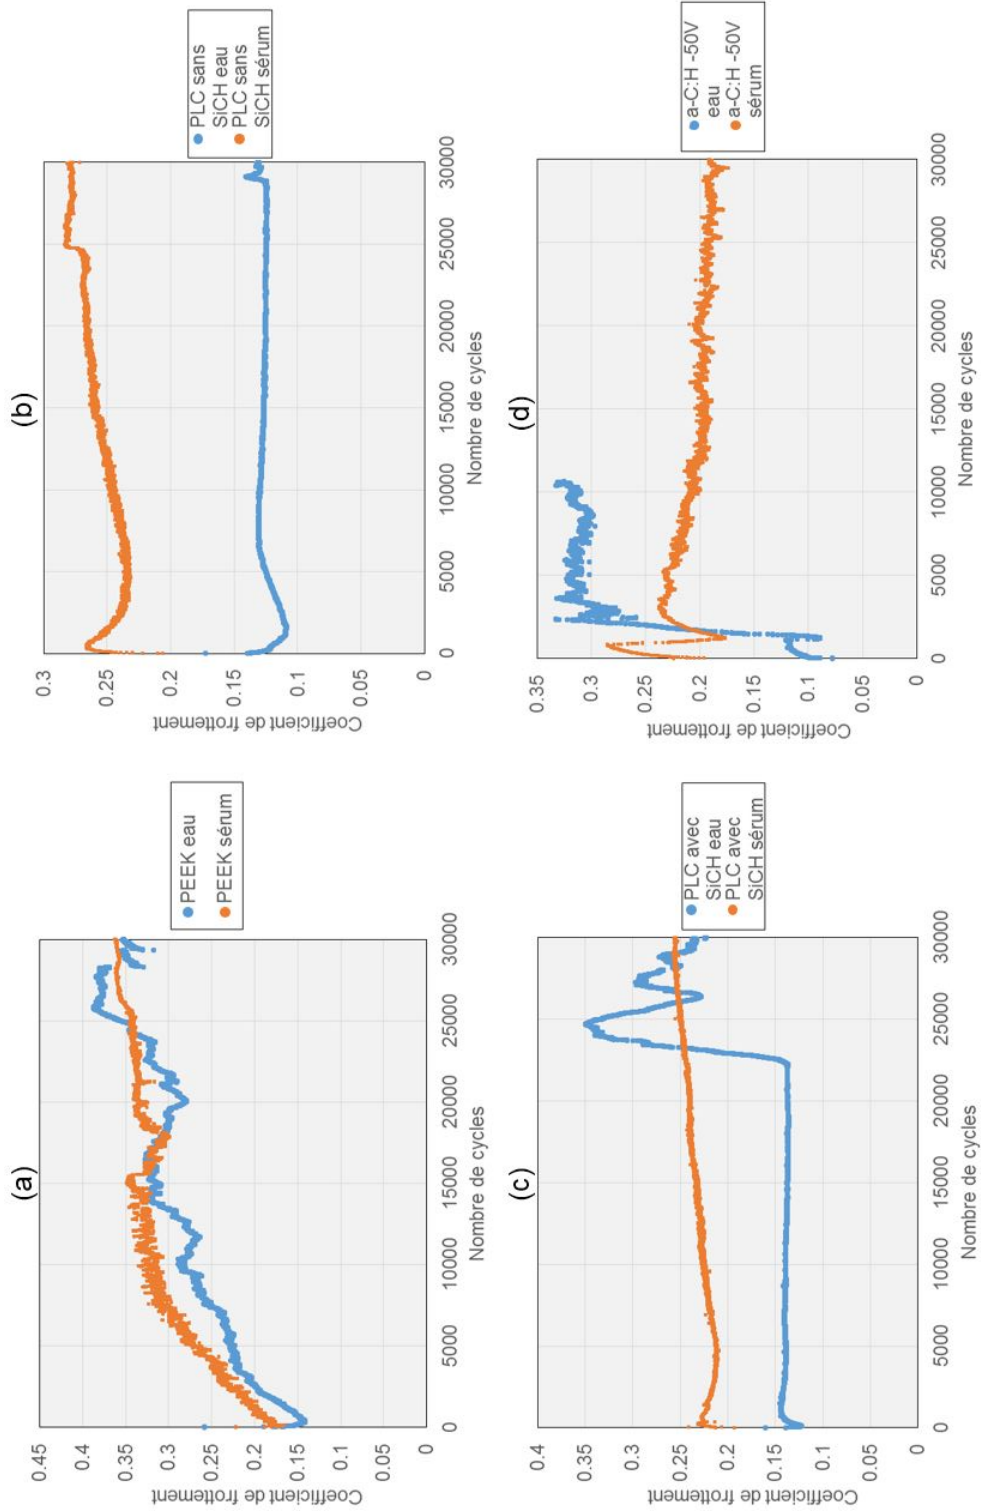 (a)
Coefficient de frottement
0.45
0.4
0.35
0.3
0.25
0.2
0.15
0.1
0.05
0
0 5000 10000 15000 20000 25000 30000
Nombre de cycles
PEEK eau
PEEK sérum
(b)
Coefficient de frottement
0.3
0.25
0.2
0.15
0.1
0.05
0
0 5000 10000 15000 20000 25000 30000
Nombre de cycles
PLC sans
SiCH eau
PLC sans
SiCH sérum
(c)
Coefficient de frottement
0.4
0.35
0.3
0.25
0.2
0.15
0.1
0.05
0
0 5000 10000 15000 20000 25000 30000
Nombre de cycles
PLC avec
SiCH eau
PLC avec
SiCH sérum
(d)
Coefficient de frottement
0.35
0.3
0.25
0.2
0.15
0.1
0.05
0
0 5000 10000 15000 20000 25000 30000
Nombre de cycles
a-C:H -50V
eau
a-C:H -50V
sérum